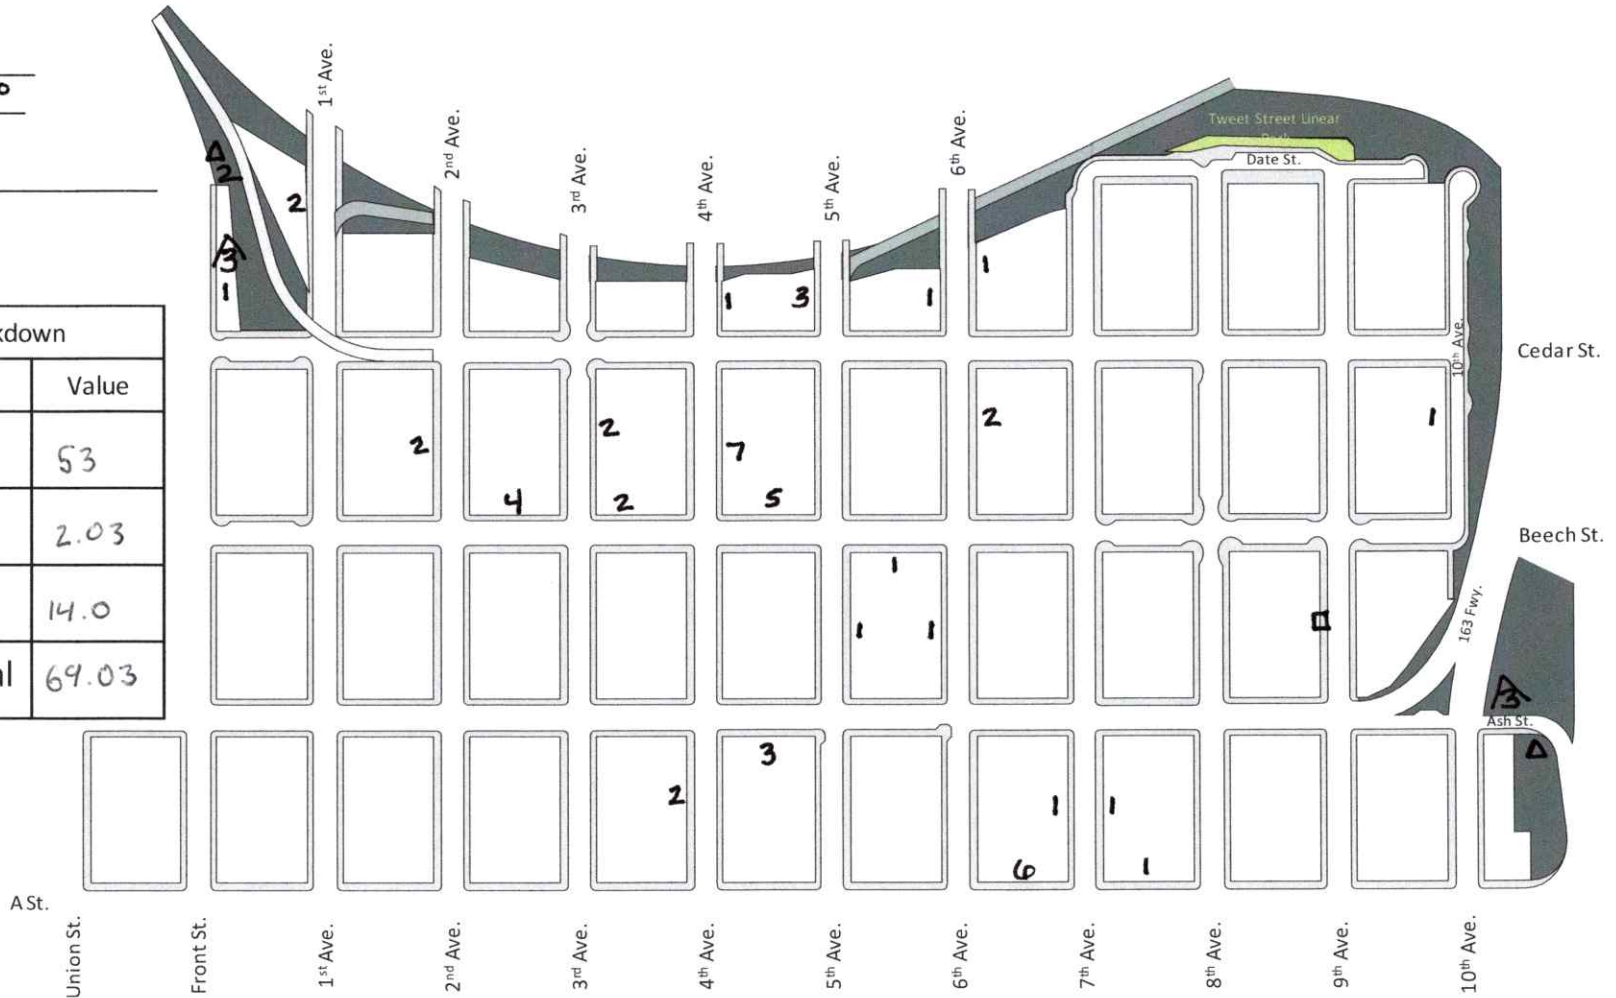 o
1st Ave.
2nd Ave.
3rd Ave.
4th Ave.
5th Ave.
6th Ave.
Tweet Street Linear
Park
Date St.
Δ
2
2
3
1
1
3
1
1
kdown
Value
53
2.03
14.0
al 69.03
Cedar St.
10th Ave.
2
4
2
2
7
5
2
1
Beech St.
1
1
1
163 Fwy.
3
Ash St.
Δ
2
3
1
6
1
1
A St.
Union St.
Front St.
1st Ave.
2nd Ave.
3rd Ave.
4th Ave.
5th Ave.
6th Ave.
7th Ave.
8th Ave.
9th Ave.
10th Ave.